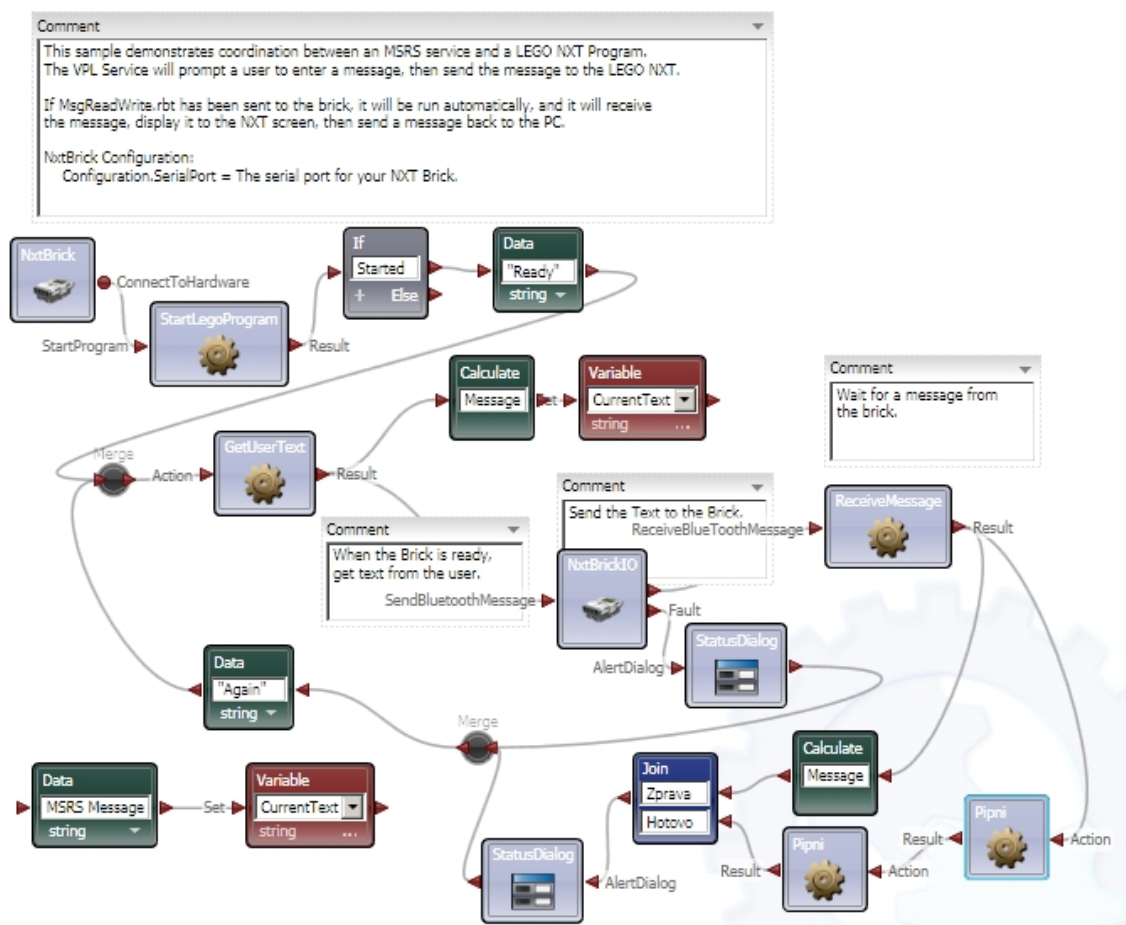 Comment
This sample demonstrates coordination between an MSRS service and a LEGO NXT Program.
The VPL Service will prompt a user to enter a message, then send the message to the LEGO NXT.
If MsgReadWrite.rbt has been sent to the brick, it will be run automatically, and it will receive
the message, display it to the NXT screen, then send a message back to the PC.
NxtBrick Configuration:
Configuration.SerialPort = The serial port for your NXT Brick.
NxtBrick
ConnectToHardware
StartProgram
StartLegoProgram
Result
If
Started
+ Else
Data
"Ready"
string
Calculate
Message
Variable
CurrentText
string ...
Comment
Wait for a message from
the brick.
Merge
Action
GetUserText
Result
Comment
When the Brick is ready,
get text from the user.
Comment
Send the Text to the Brick.
ReceiveBlueToothMessage
ReceiveMessage
Result
SendBluetoothMessage
NxtBrickIO
Fault
AlertDialog
StatusDialog
Data
"Again"
string
Merge
Data
MSRS Message
string
Set
Variable
CurrentText
string ...
Join
Zprava
Hotovo
Calculate
Message
StatusDialog
AlertDialog
Result
Pipni
Action
Result
Pipni
Action